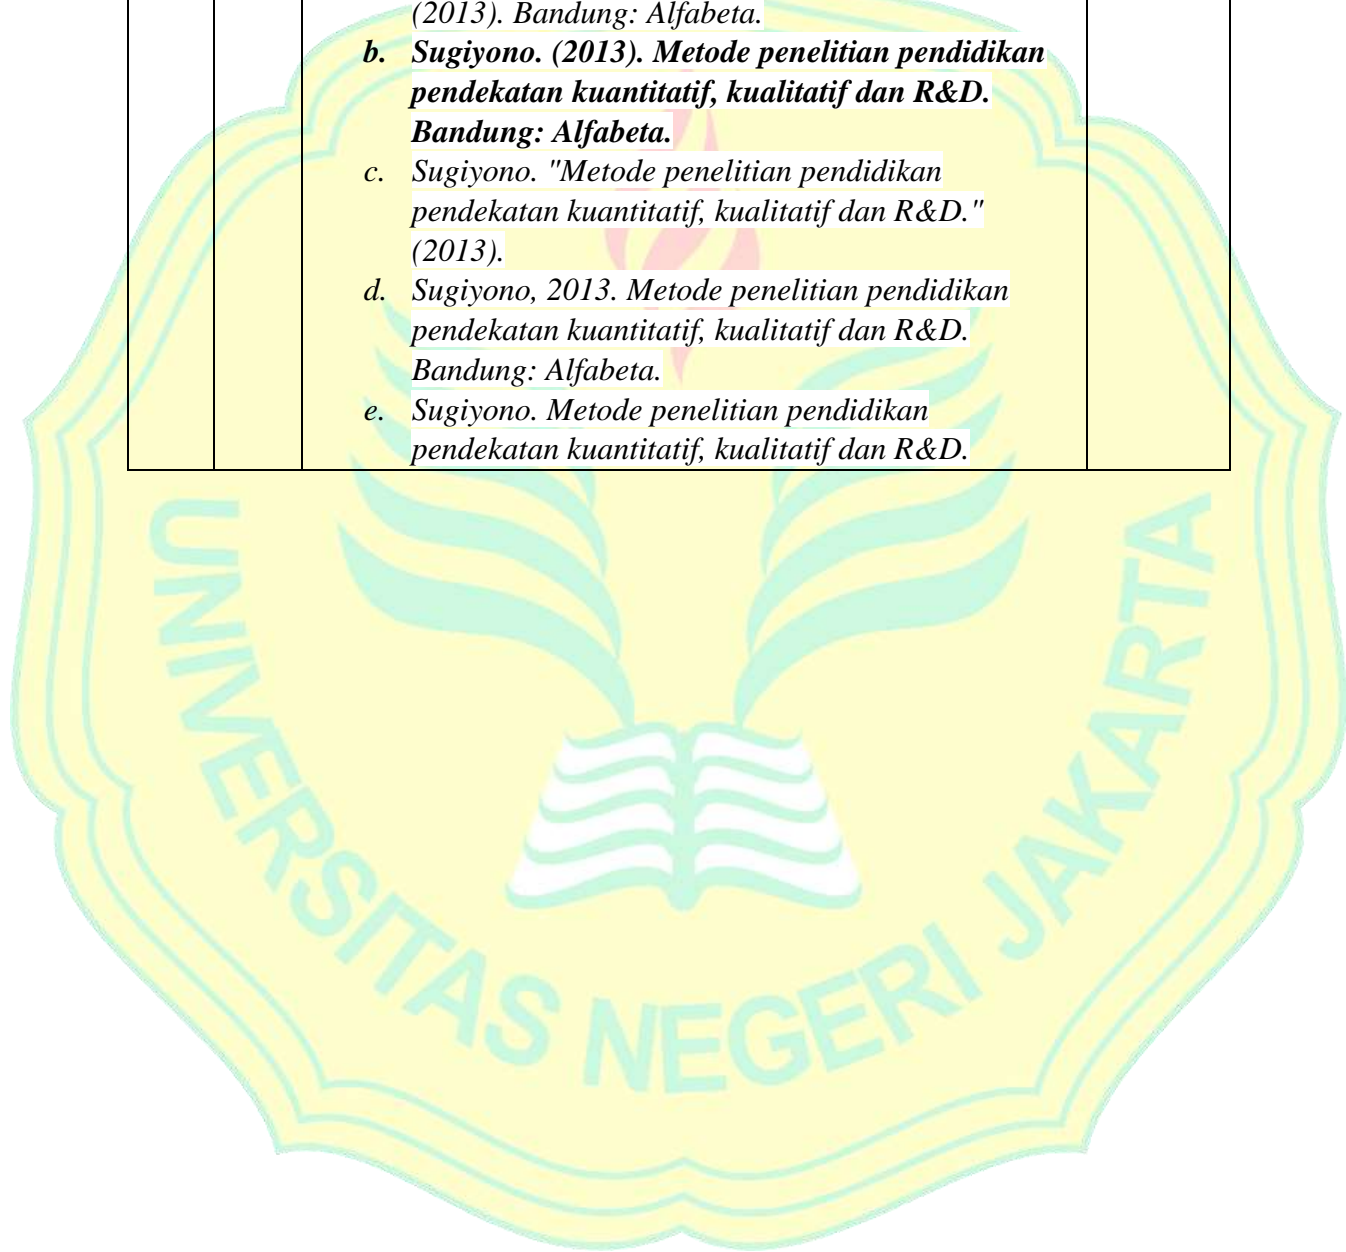 (2013). Bandung: Alfabeta.
b. Sugiyono. (2013). Metode penelitian pendidikan
pendekatan kuantitatif, kualitatif dan R&D.
Bandung: Alfabeta.
c. Sugiyono. "Metode penelitian pendidikan
pendekatan kuantitatif, kualitatif dan R&D."
(2013).
d. Sugiyono, 2013. Metode penelitian pendidikan
pendekatan kuantitatif, kualitatif dan R&D.
Bandung: Alfabeta.
e. Sugiyono. Metode penelitian pendidikan
pendekatan kuantitatif, kualitatif dan R&D.
UNIVERSITAS NEGERI JAKARTA